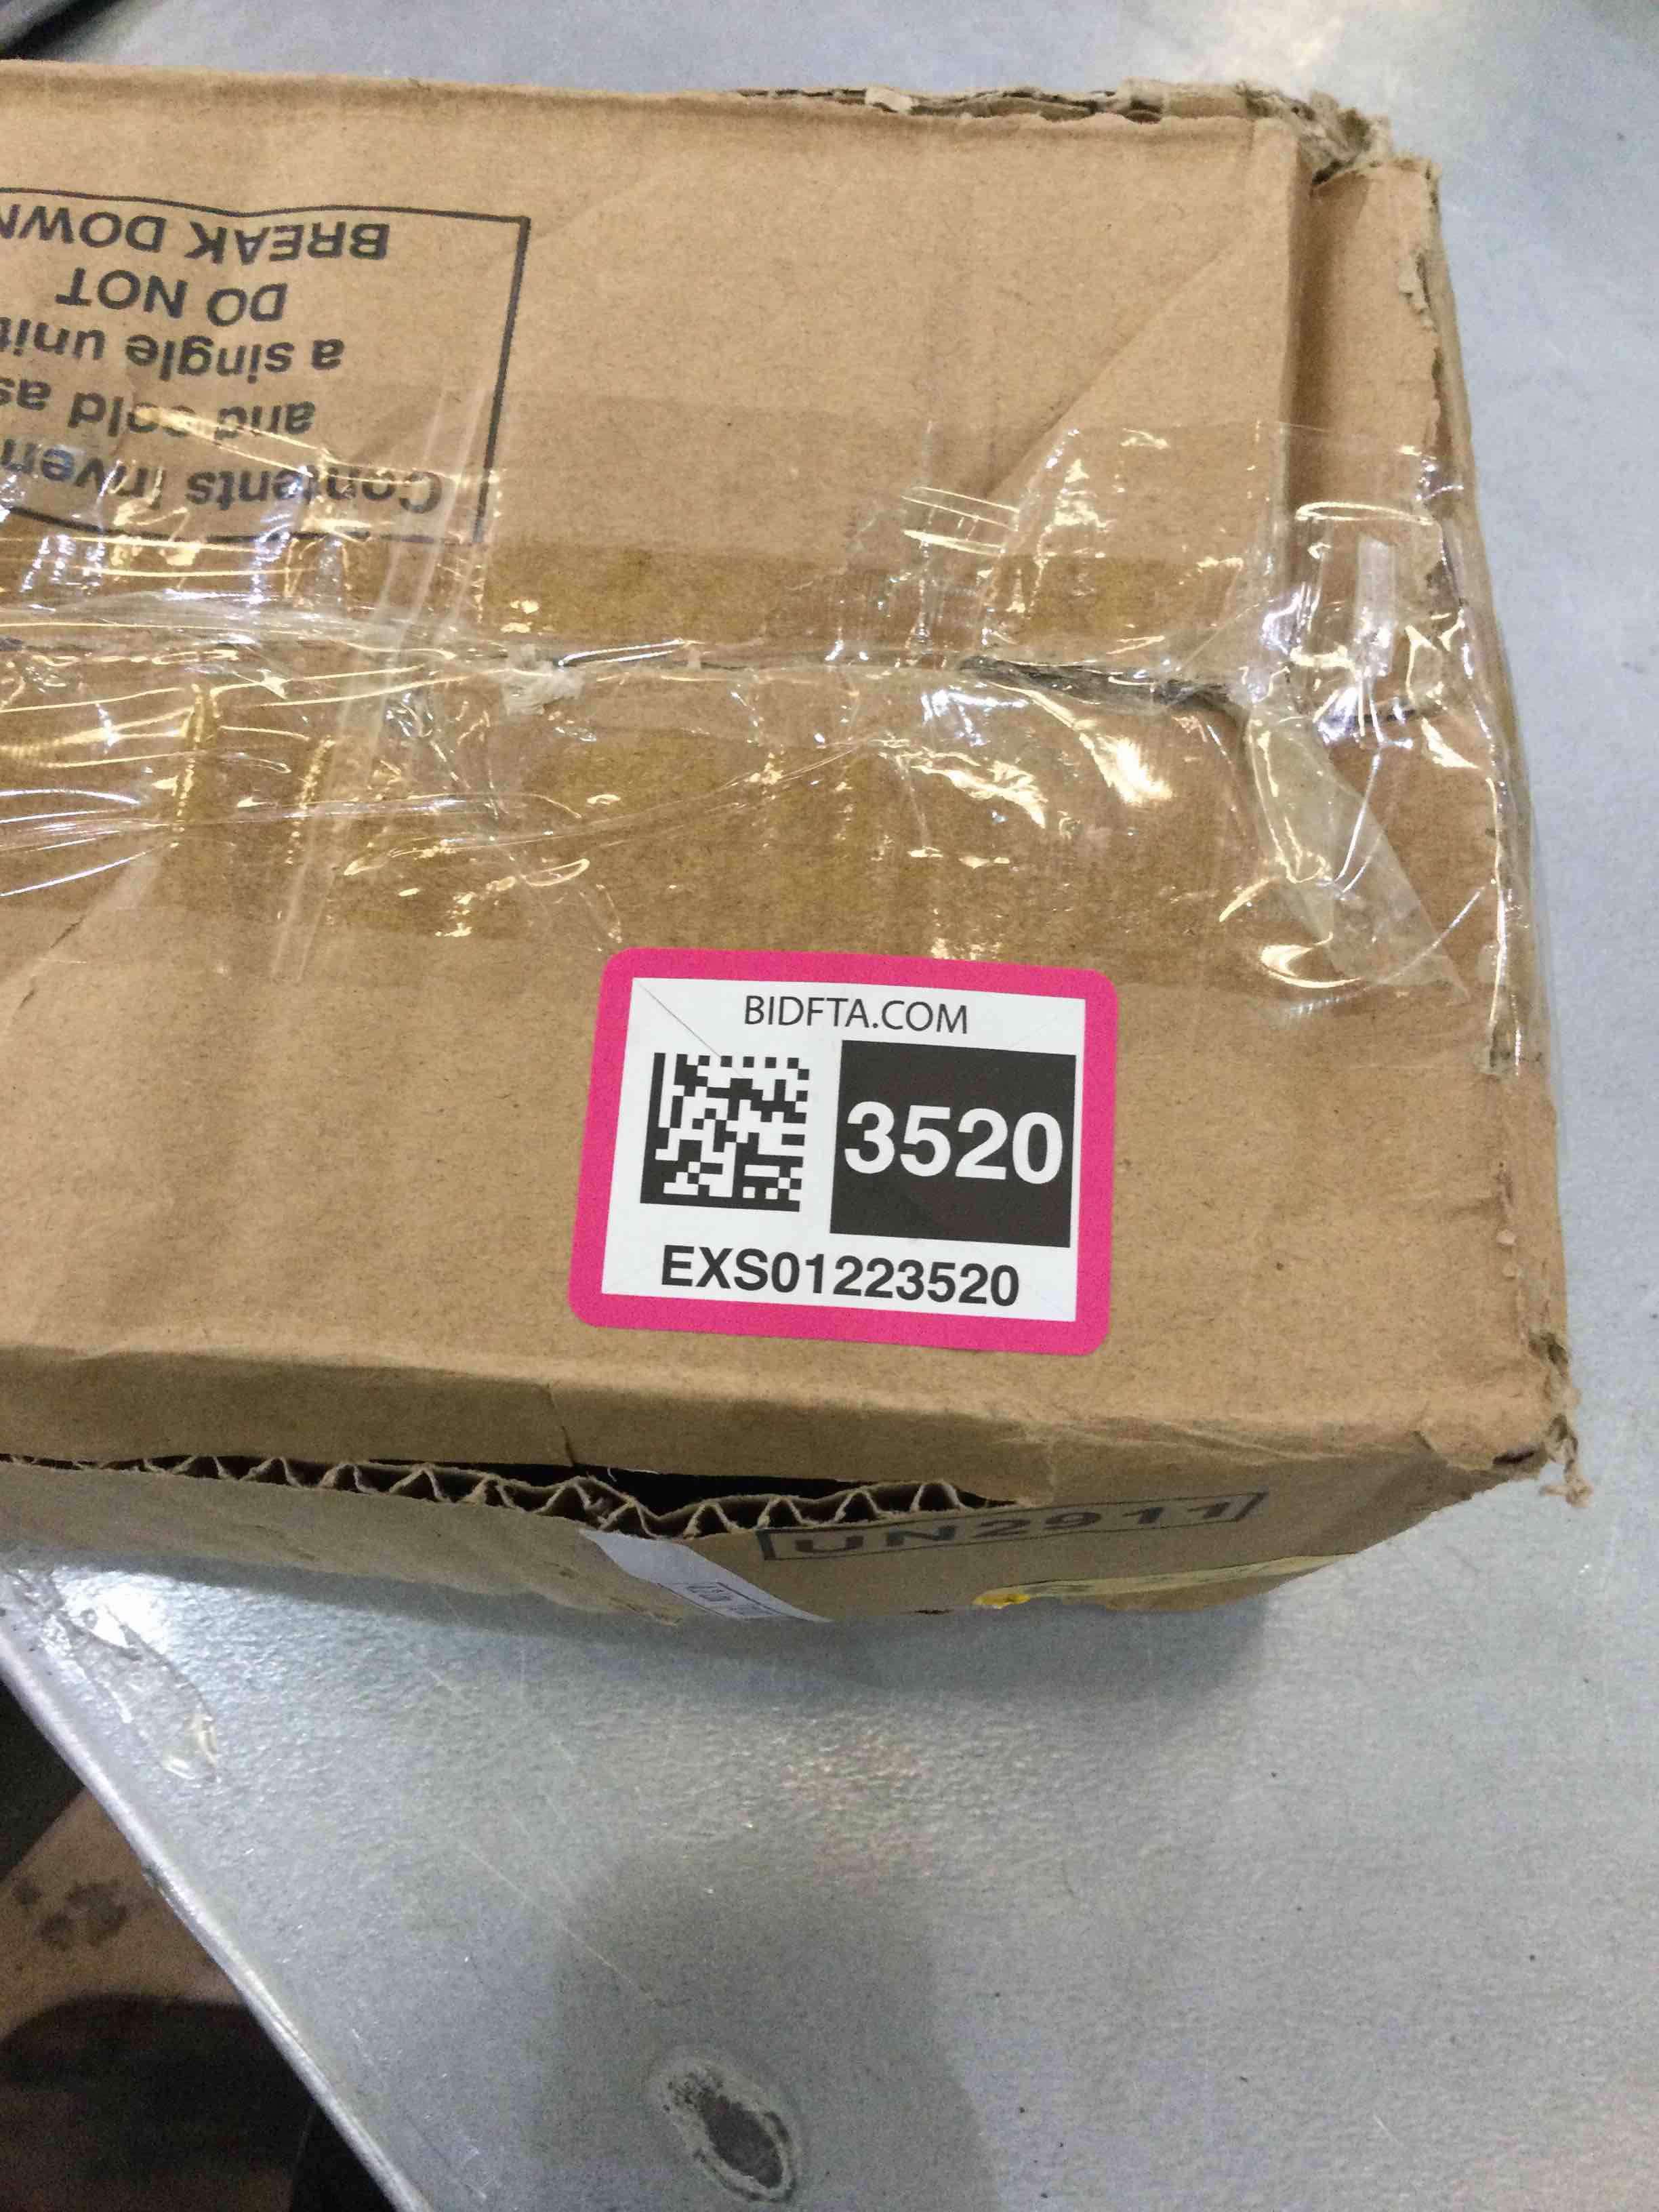 Contents Inven
and sold as
a single unit
DO NOT
BREAK DOWN
BIDFTA.COM
3520
EXS01223520
UN2911